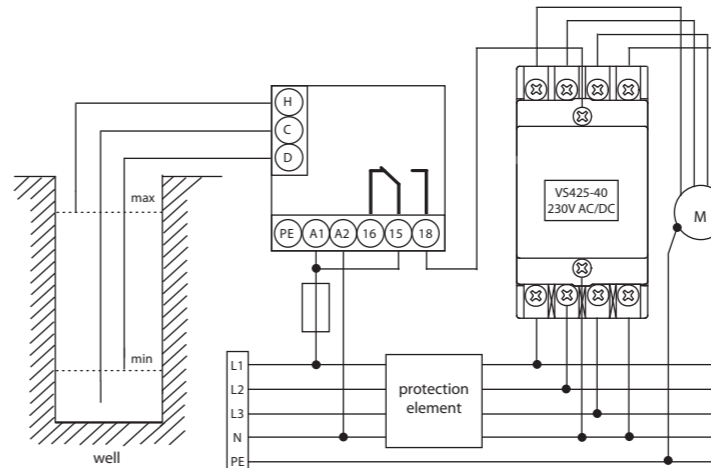 H
C
D
max
min
well
PE A1 A2 16 15 18
VS425-40
230V AC/DC
M
L1
L2
L3
N
PE
protection
element